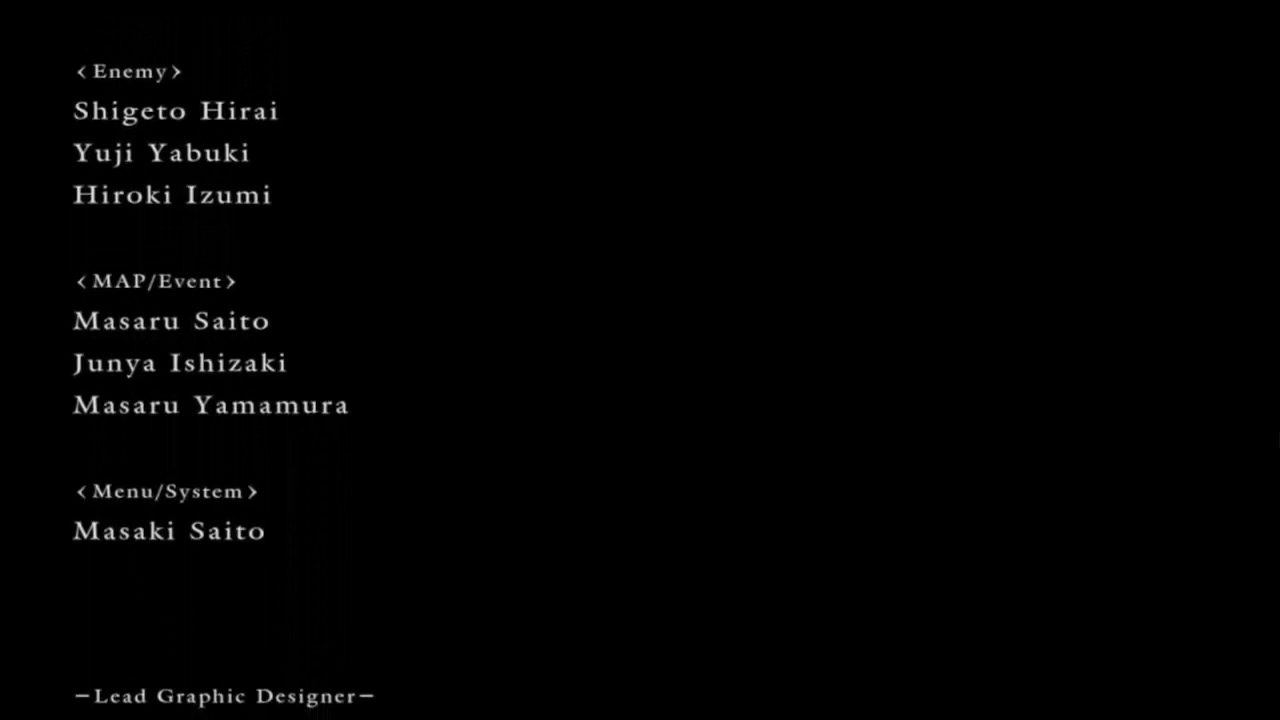 <Enemy>
Shigeto Hirai
Yuji Yabuki
Hiroki Izumi
<MAP/Event>
Masaru Saito
Junya Ishizaki
Masaru Yamamura
<Menu/System>
Masaki Saito
−Lead Graphic Designer−